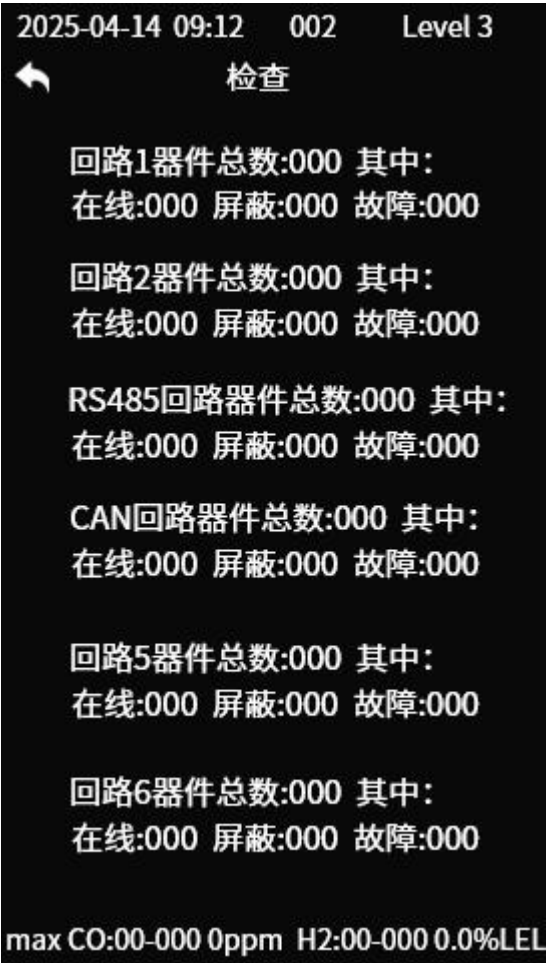 2025-04-14 09:12 002 Level 3
检查
回路1器件总数:000 其中:
在线:000 屏蔽:000 故障:000
回路2器件总数:000 其中:
在线:000 屏蔽:000 故障:000
RS485回路器件总数:000 其中:
在线:000 屏蔽:000 故障:000
CAN回路器件总数:000 其中:
在线:000 屏蔽:000 故障:000
回路5器件总数:000 其中:
在线:000 屏蔽:000 故障:000
回路6器件总数:000 其中:
在线:000 屏蔽:000 故障:000
max CO:00-000 0ppm H2:00-000 0.0%LEL